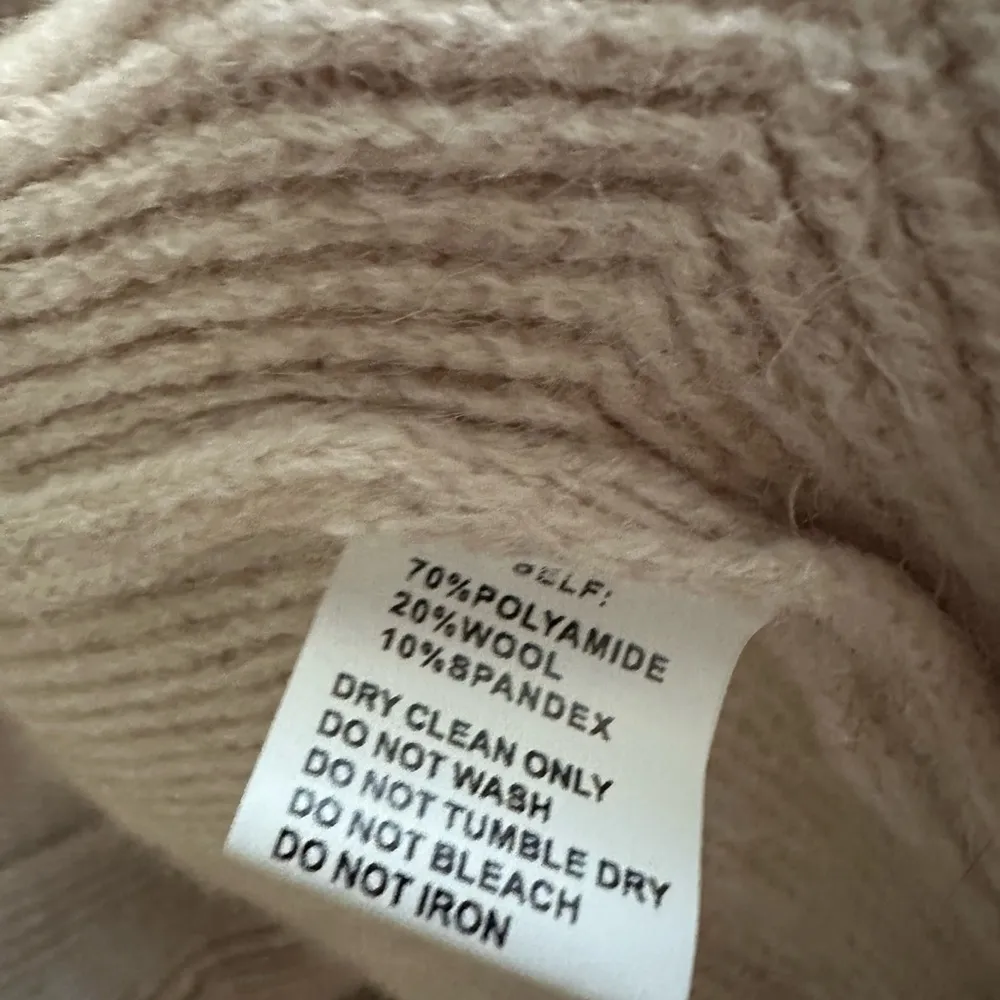 SELF:
70%POLYAMIDE
20%WOOL
10%SPANDEX
DRY CLEAN ONLY
DO NOT WASH
DO NOT TUMBLE DRY
DO NOT BLEACH
DO NOT IRON